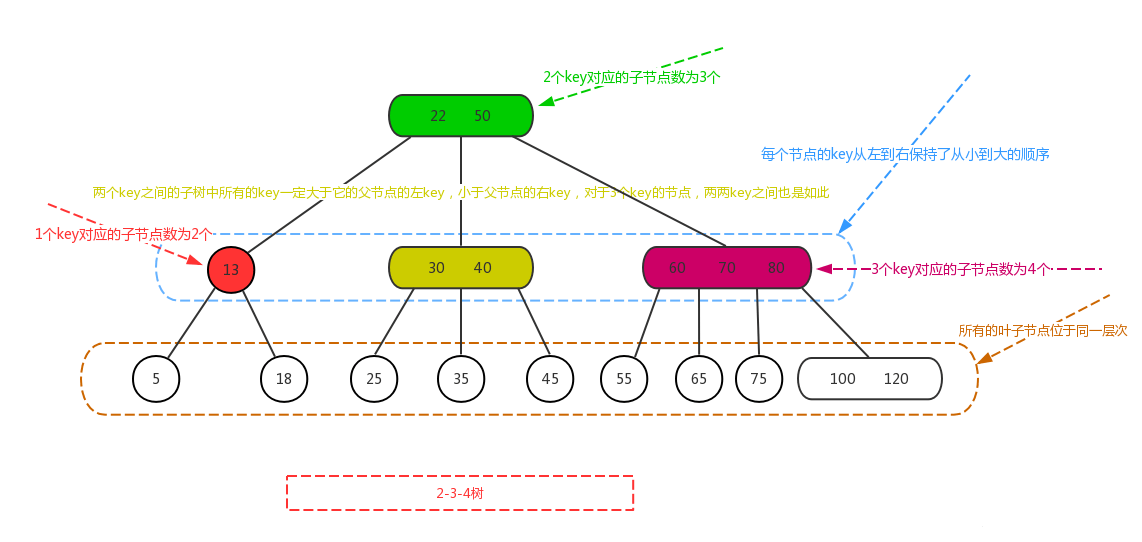 2个key对应的子节点数为3个
22 50
每个节点的key从左到右保持了从小到大的顺序
两个key之间的子树中所有的key一定大于它的父节点的左key，小于父节点的右key，对于3个key的节点，两两key之间也是如此
1个key对应的子节点数为2个
13
30 40
60 70 80
3个key对应的子节点数为4个
所有的叶子节点位于同一层次
5
18
25
35
45
55
65
75
100 120
2-3-4树